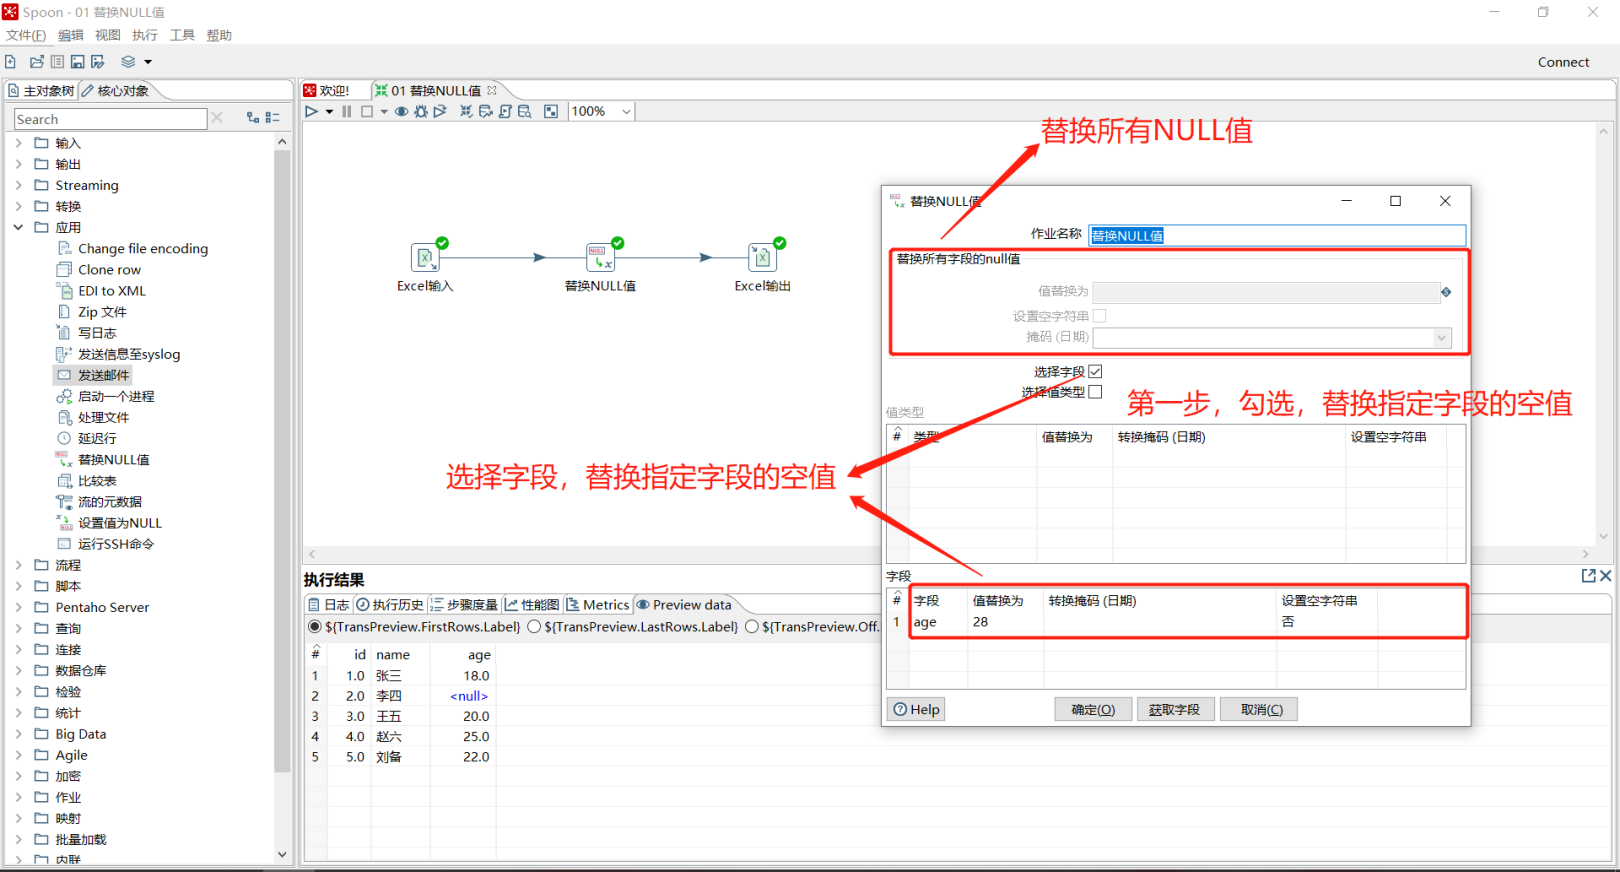 Spoon - 01 替换NULL值
文件(F) 编辑 视图 执行 工具 帮助
Connect
主对象树 核心对象
欢迎! 01 替换NULL值
Search
100%
输入
输出
Streaming
转换
应用
Change file encoding
Clone row
EDI to XML
Zip 文件
写日志
发送信息至syslog
发送邮件
启动一个进程
处理文件
延迟行
替换NULL值
比较表
流的元数据
设置值为NULL
运行SSH命令
流程
脚本
Pentaho Server
查询
连接
数据仓库
检验
统计
Big Data
Agile
加密
作业
映射
批量加载
内联
Excel输入
替换NULL值
Excel输出
替换所有NULL值
选择字段，替换指定字段的空值
第一步，勾选，替换指定字段的空值
替换NULL值
作业名称 替换NULL值
替换所有字段的null值
值替换为
设置空字符串
掩码 (日期)
选择字段
选择值类型
值类型
# 类型 值替换为 转换掩码 (日期) 设置空字符串
字段
# 字段 值替换为 转换掩码 (日期) 设置空字符串
1 age 28 否
Help 确定(O) 获取字段 取消(C)
执行结果
日志 执行历史 步骤度量 性能图 Metrics Preview data
${TransPreview.FirstRows.Label} ${TransPreview.LastRows.Label} ${TransPreview.Off.
# id name age
1 1.0 张三 18.0
2 2.0 李四 <null>
3 3.0 王五 20.0
4 4.0 赵六 25.0
5 5.0 刘备 22.0